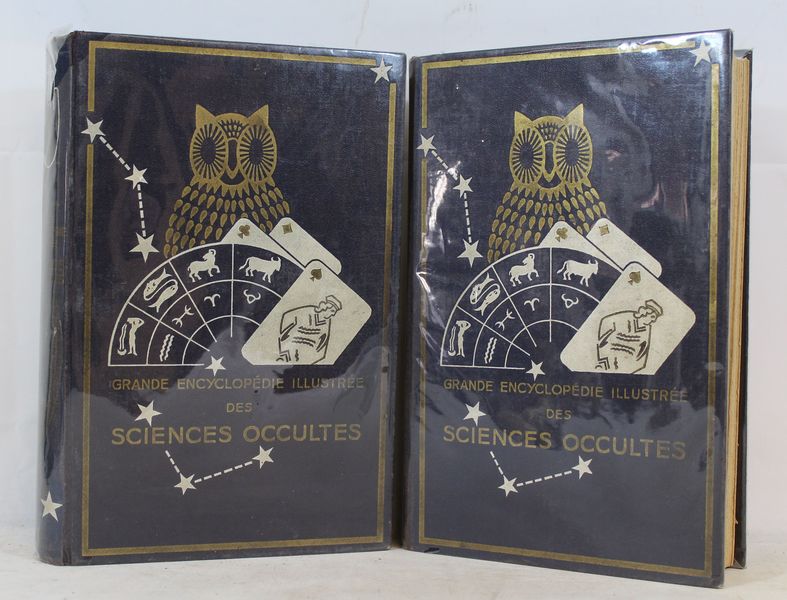 GRANDE ENCYCLOPÉDIE ILLUSTRÉE
DES
SCIENCES OCCULTES
GRANDE ENCYCLOPÉDIE ILLUSTRÉE
DES
SCIENCES OCCULTES